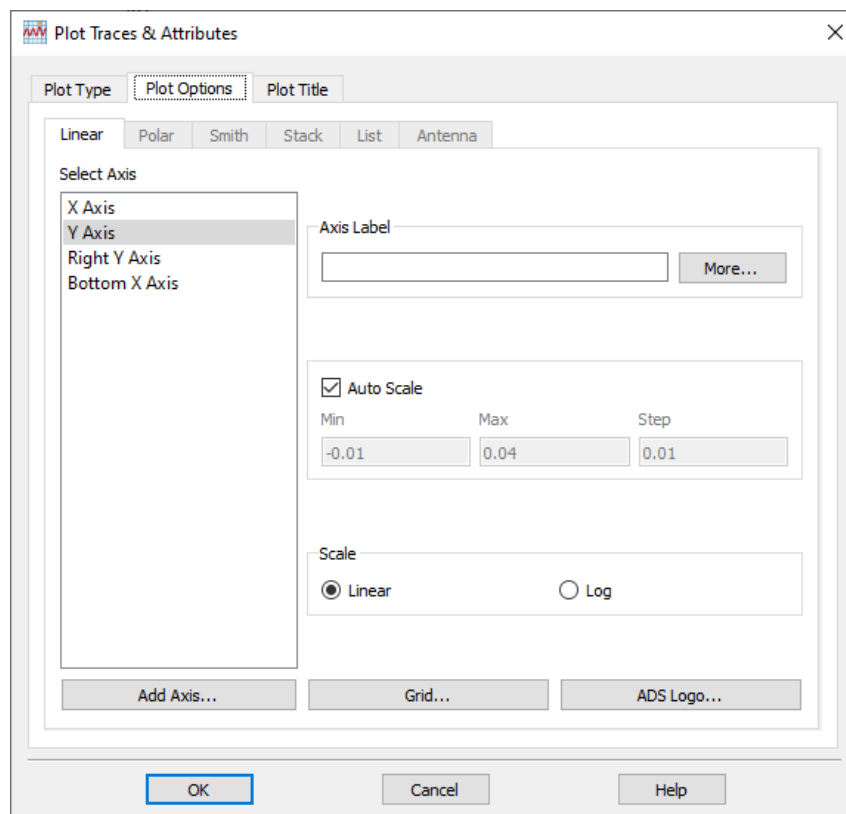 Plot Traces & Attributes
Plot Type Plot Options Plot Title
Linear Polar Smith Stack List Antenna
Select Axis
X Axis
Y Axis
Right Y Axis
Bottom X Axis
Axis Label
More...
Auto Scale
Min Max Step
-0.01 0.04 0.01
Scale
Linear Log
Add Axis... Grid... ADS Logo...
OK Cancel Help